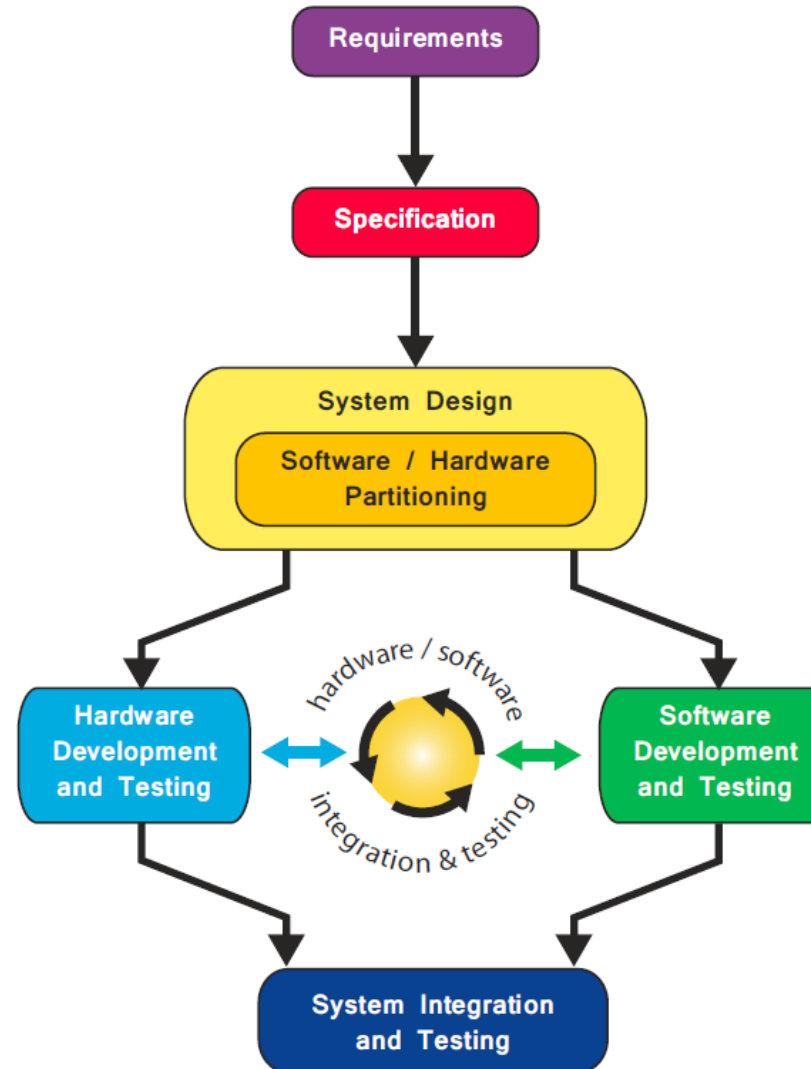 Requirements
Specification
System Design
Software / Hardware
Partitioning
hardware / software
Hardware
Development
and Testing
Software
Development
and Testing
integration & testing
System Integration
and Testing